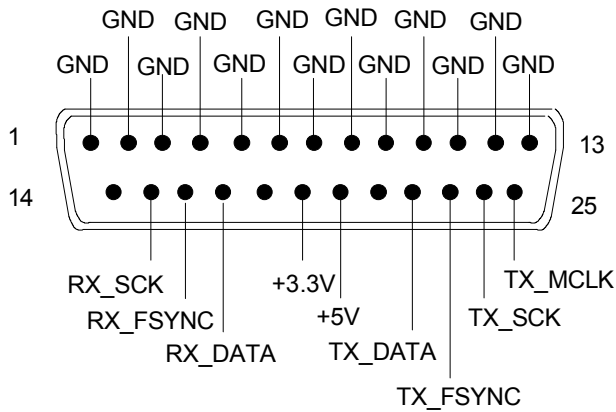 GND GND GND GND GND GND
GND GND GND GND GND GND GND
1 13
14 25
RX_SCK +3.3V TX_MCLK
RX_FSYNC +5V TX_SCK
RX_DATA TX_DATA
TX_FSYNC